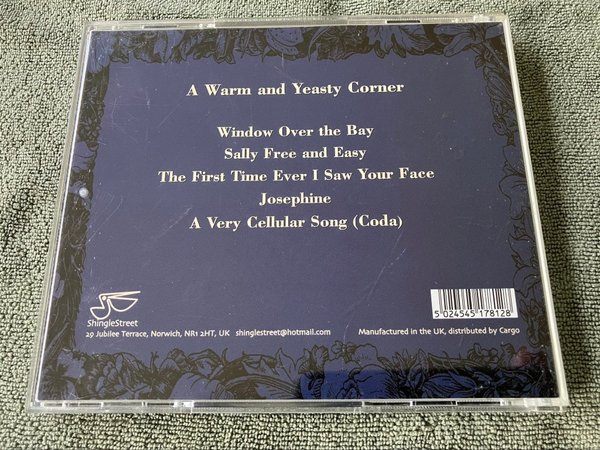 A Warm and Yeasty Corner
Window Over the Bay
Sally Free and Easy
The First Time Ever I Saw Your Face
Josephine
A Very Cellular Song (Coda)
ShingleStreet
29 Jubilee Terrace, Norwich, NR1 2HT, UK shinglestreet@hotmail.com
5 024545 178128
Manufactured in the UK, distributed by Cargo